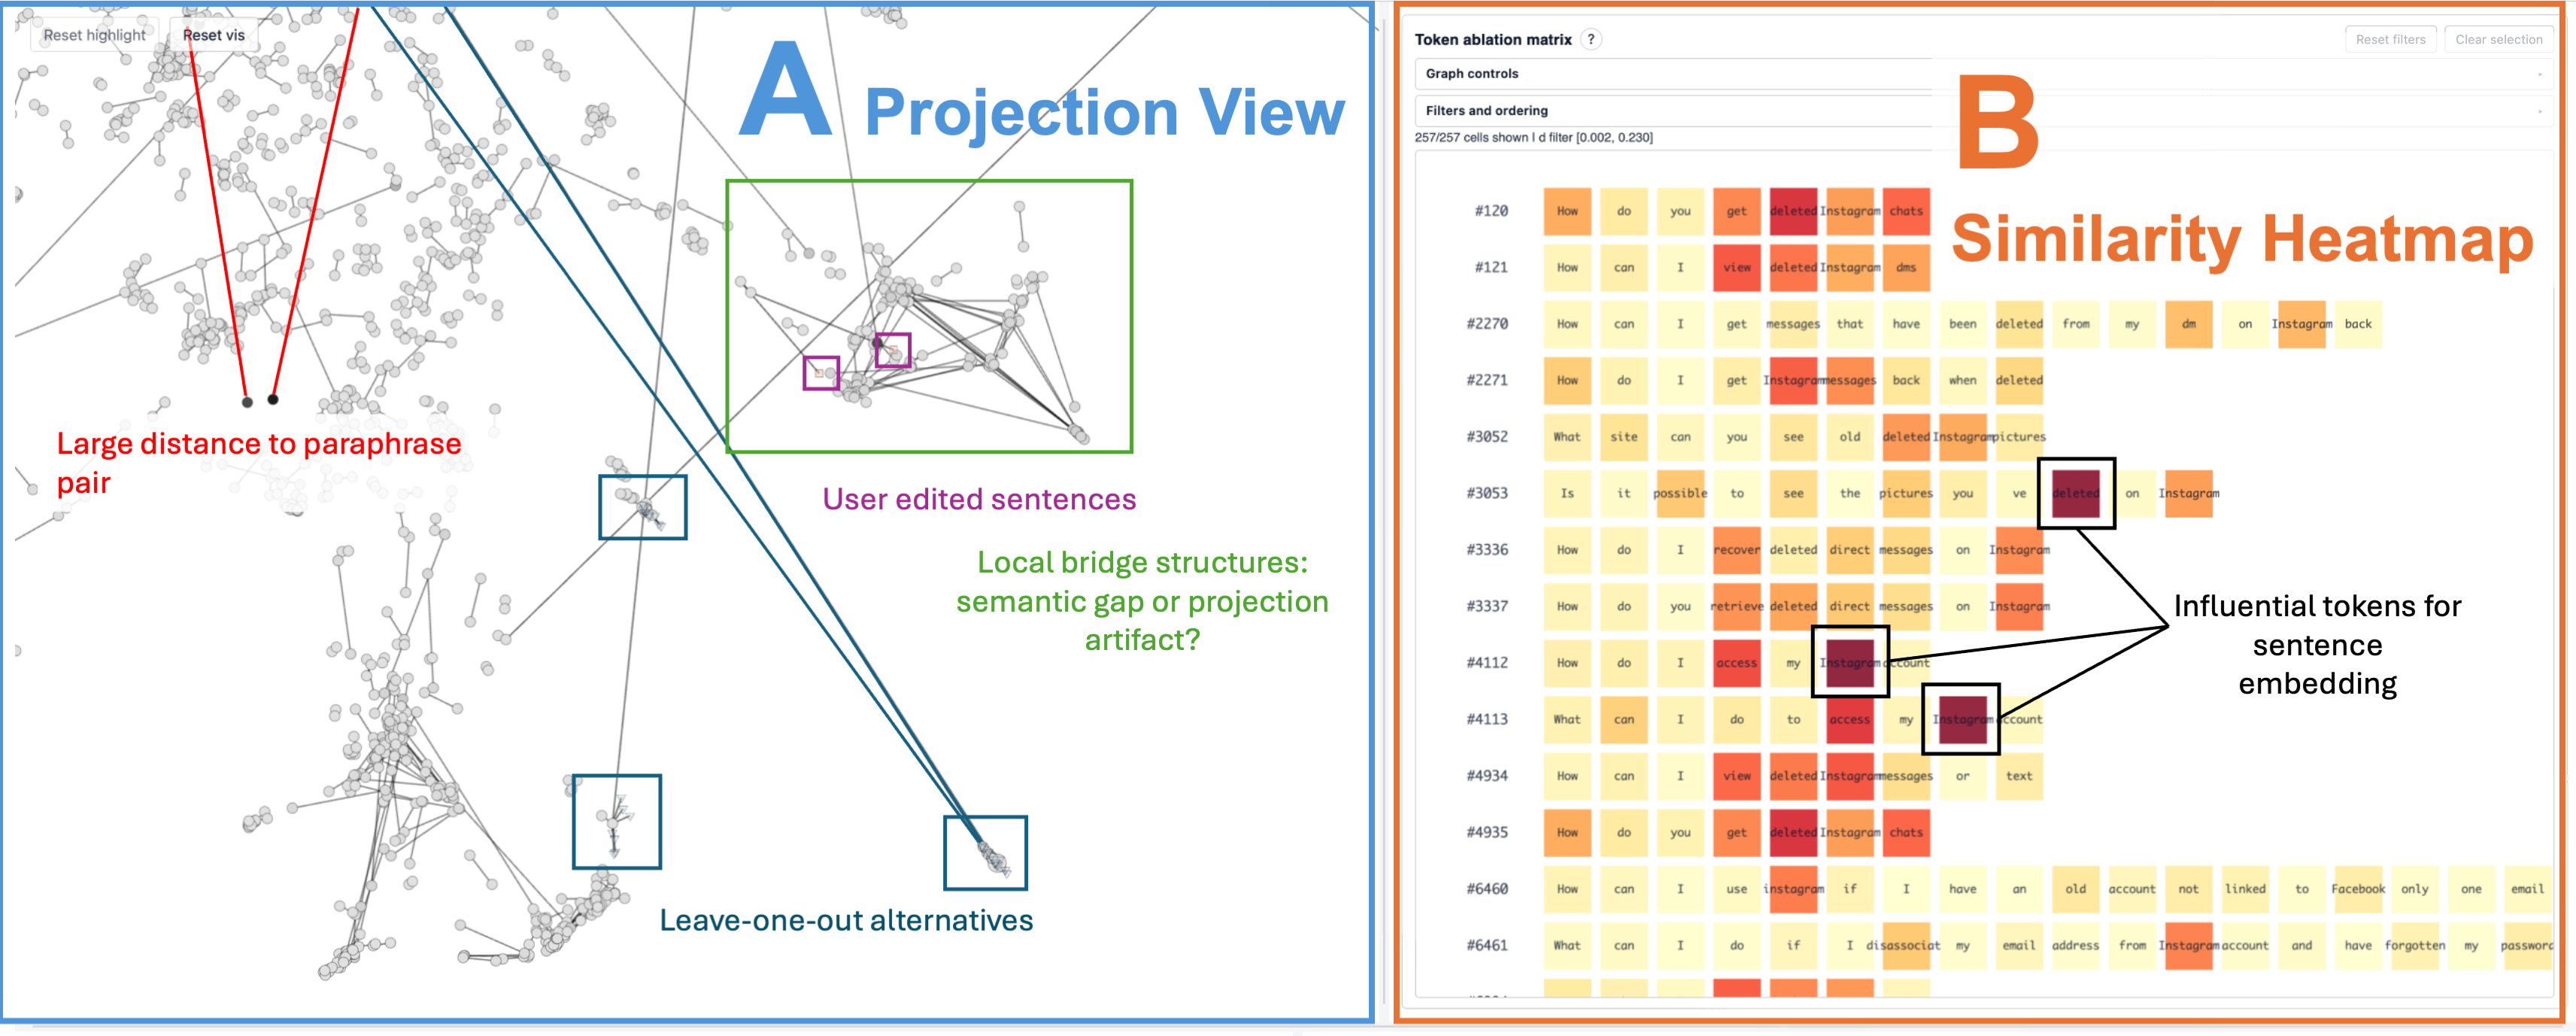 Reset highlight
Reset vis
A Projection View
Large distance to paraphrase
pair
User edited sentences
Local bridge structures:
semantic gap or projection
artifact?
Leave-one-out alternatives
Token ablation matrix ?
Reset filters
Clear selection
Graph controls
Filters and ordering
257/257 cells shown | d filter [0.002, 0.230]
B
Similarity Heatmap
#120 How do you get deleted Instagram chats
#121 How can I view deleted Instagram dms
#2270 How can I get messages that have been deleted from my dm on Instagram back
#2271 How do I get Instagram messages back when deleted
#3052 What site can you see old deleted Instagram pictures
#3053 Is it possible to see the pictures you ve deleted on Instagram
#3336 How do I recover deleted direct messages on Instagram
#3337 How do you retrieve deleted direct messages on Instagram
#4112 How do I access my Instagram account
#4113 What can I do to access my Instagram account
#4934 How can I view deleted Instagram messages or text
#4935 How do you get deleted Instagram chats
#6460 How can I use instagram if I have an old account not linked to Facebook only one email
#6461 What can I do if I disassociat my email address from Instagram account and have forgotten my password
Influential tokens for
sentence
embedding